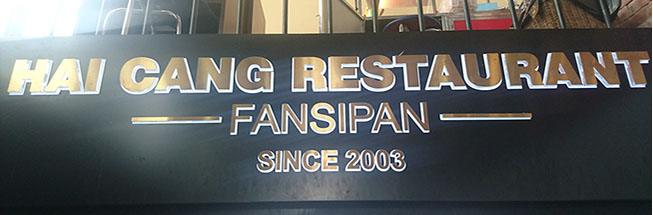 HAI CANG RESTAURANT
FANSIPAN
SINCE 2003